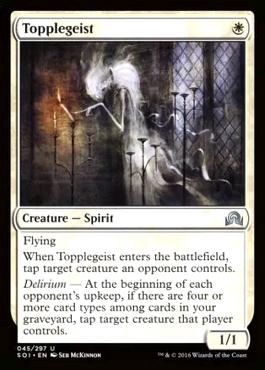 Topplegeist
Creature — Spirit
Flying
When Topplegeist enters the battlefield,
tap target creature an opponent controls.
Delirium — At the beginning of each
opponent's upkeep, if there are four or
more card types among cards in your
graveyard, tap target creature that player
controls.
1/1
045/297 U
SOI • EN Seb McKinnon
™ & © 2016 Wizards of the Coast